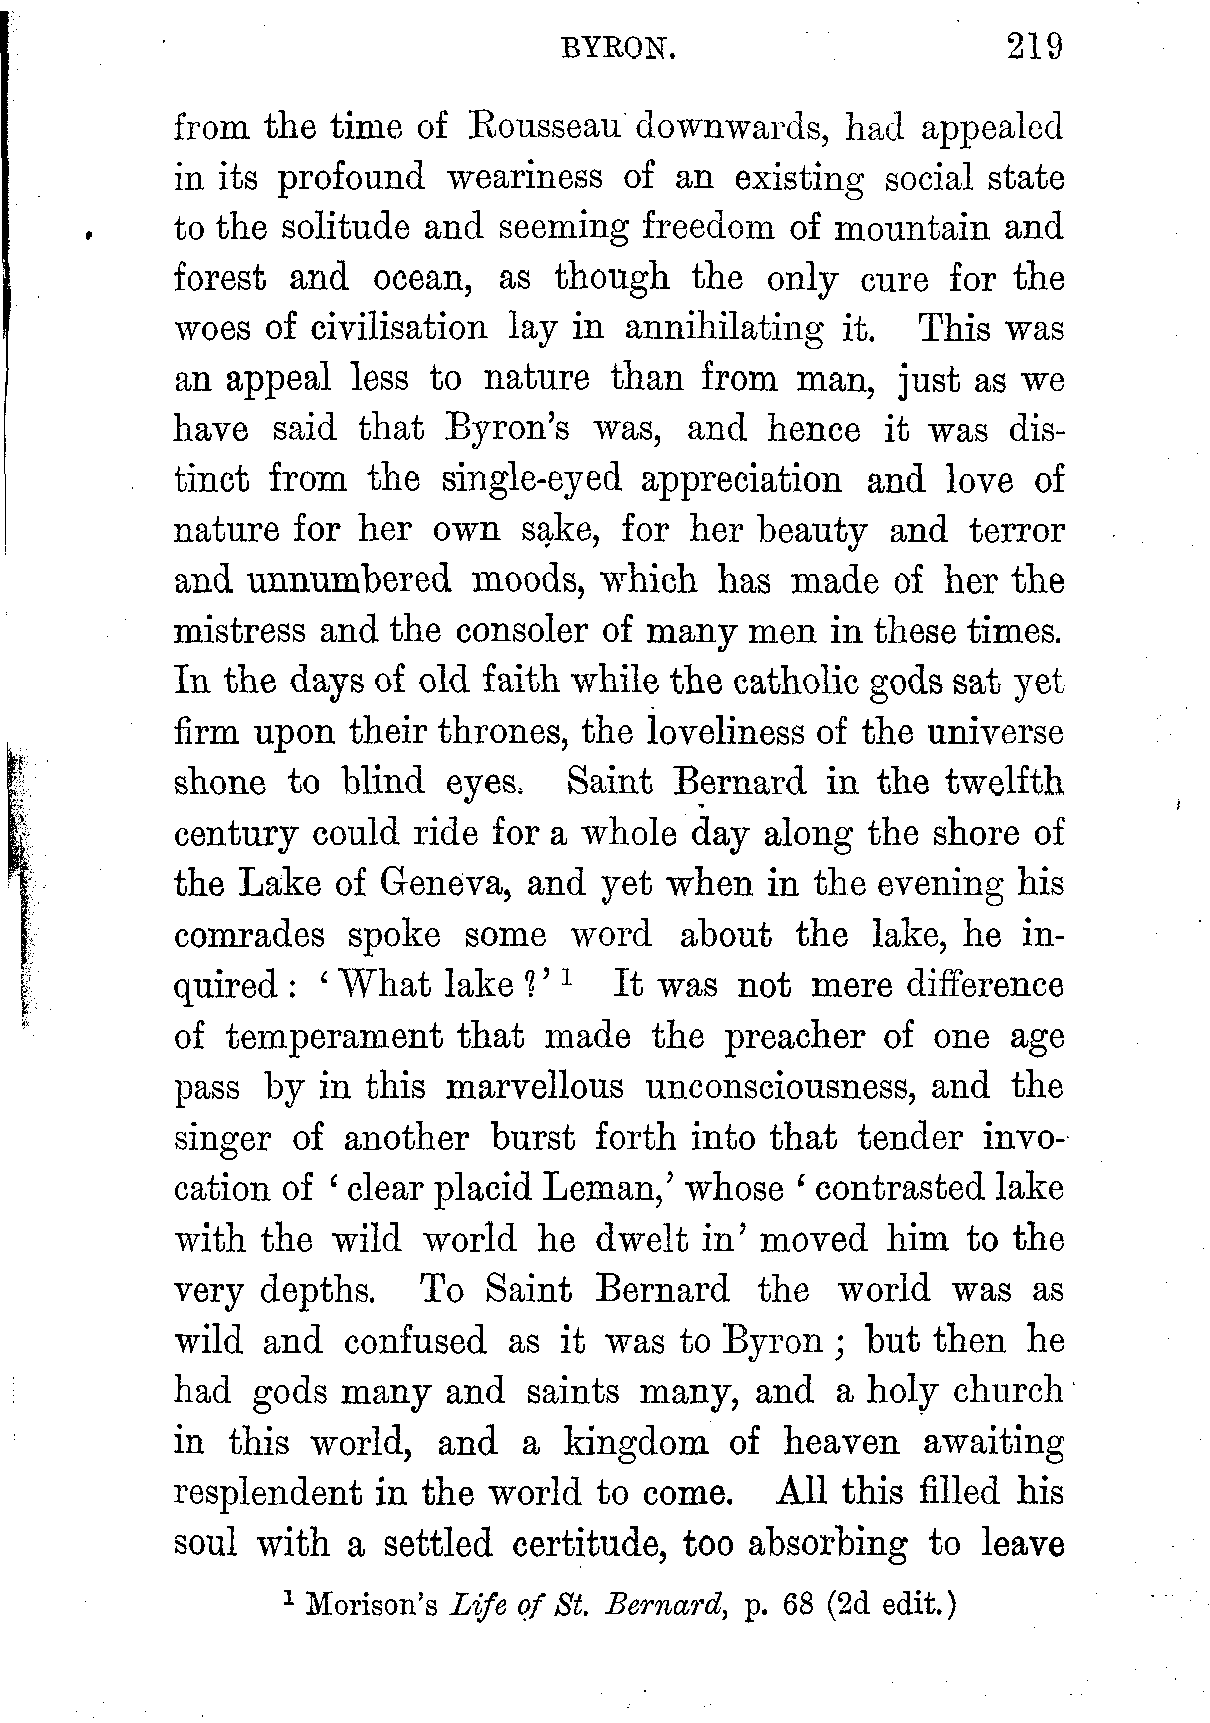 BYRON. 219
from the time of Rousseau downwards, had appealed
in its profound weariness of an existing social state
to the solitude and seeming freedom of mountain and
forest and ocean, as though the only cure for the
woes of civilisation lay in annihilating it. This was
an appeal less to nature than from man, just as we
have said that Byron's was, and hence it was dis-
tinct from the single-eyed appreciation and love of
nature for her own sake, for her beauty and terror
and unnumbered moods, which has made of her the
mistress and the consoler of many men in these times.
In the days of old faith while the catholic gods sat yet
firm upon their thrones, the loveliness of the universe
shone to blind eyes. Saint Bernard in the twelfth
century could ride for a whole day along the shore of
the Lake of Geneva, and yet when in the evening his
comrades spoke some word about the lake, he in-
quired : ‘ What lake ?’ ¹ It was not mere difference
of temperament that made the preacher of one age
pass by in this marvellous unconsciousness, and the
singer of another burst forth into that tender invo-
cation of ‘ clear placid Leman,’ whose ‘ contrasted lake
with the wild world he dwelt in’ moved him to the
very depths. To Saint Bernard the world was as
wild and confused as it was to Byron ; but then he
had gods many and saints many, and a holy church
in this world, and a kingdom of heaven awaiting
resplendent in the world to come. All this filled his
soul with a settled certitude, too absorbing to leave
¹ Morison's Life of St. Bernard, p. 68 (2d edit.)